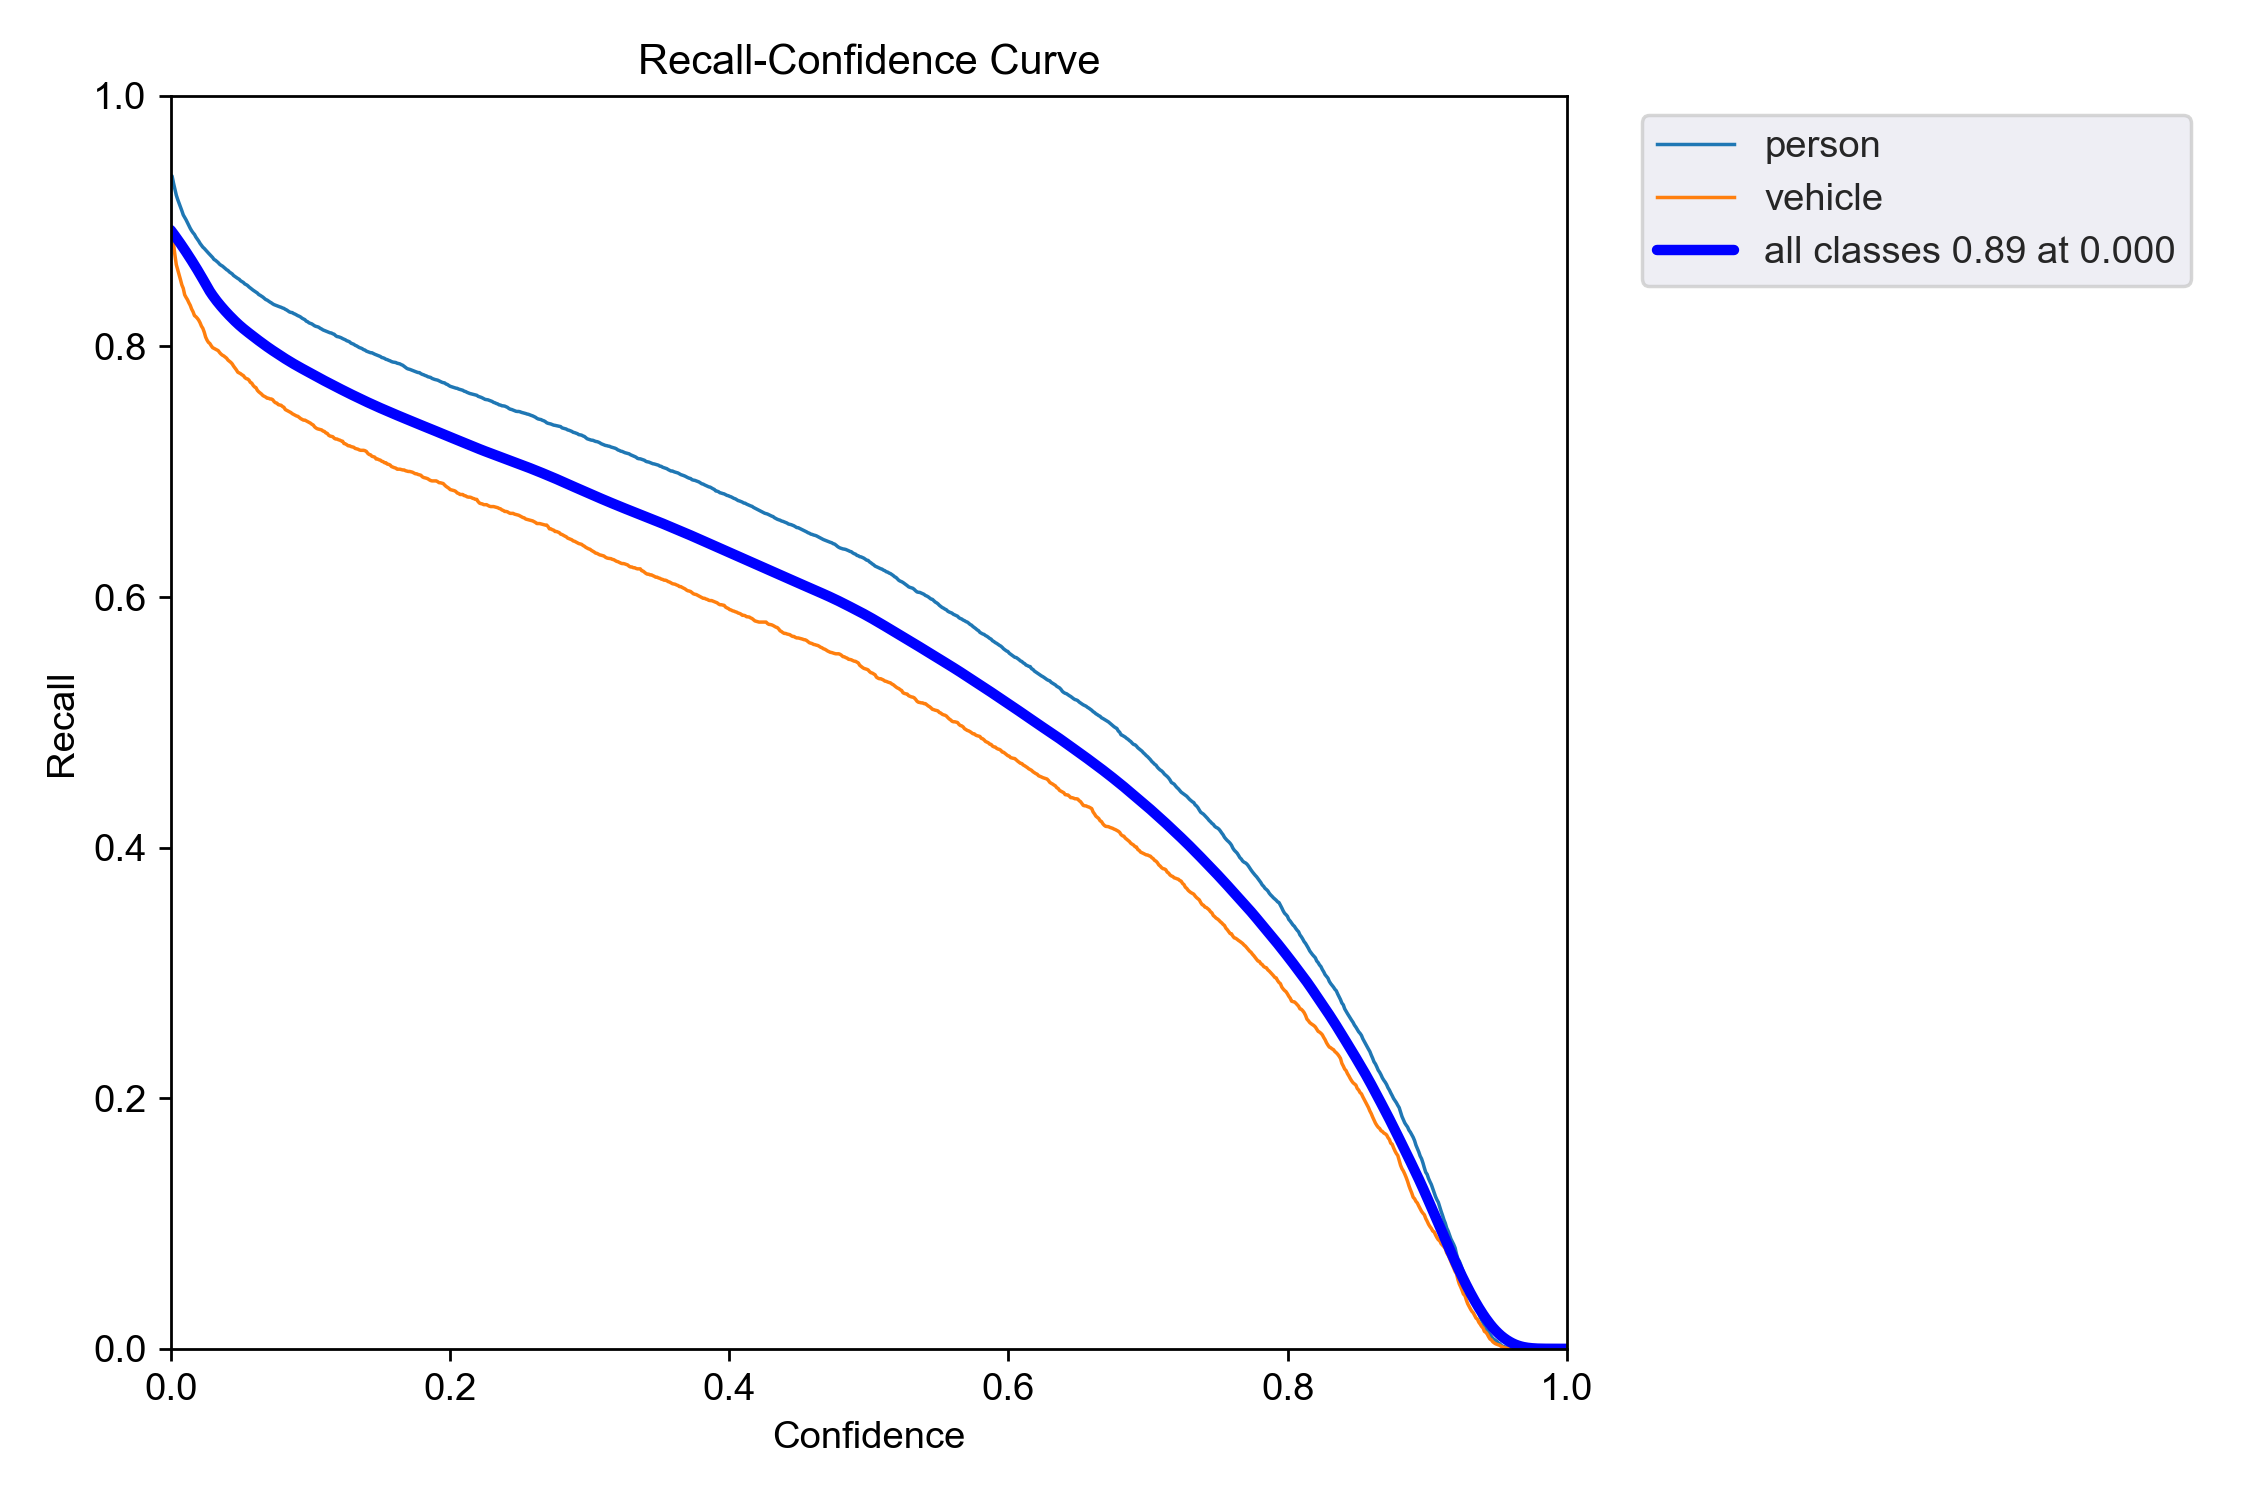 Recall-Confidence Curve
1.0
0.8
0.6
0.4
0.2
0.0
Recall
0.0 0.2 0.4 0.6 0.8 1.0
Confidence
person
vehicle
all classes 0.89 at 0.000